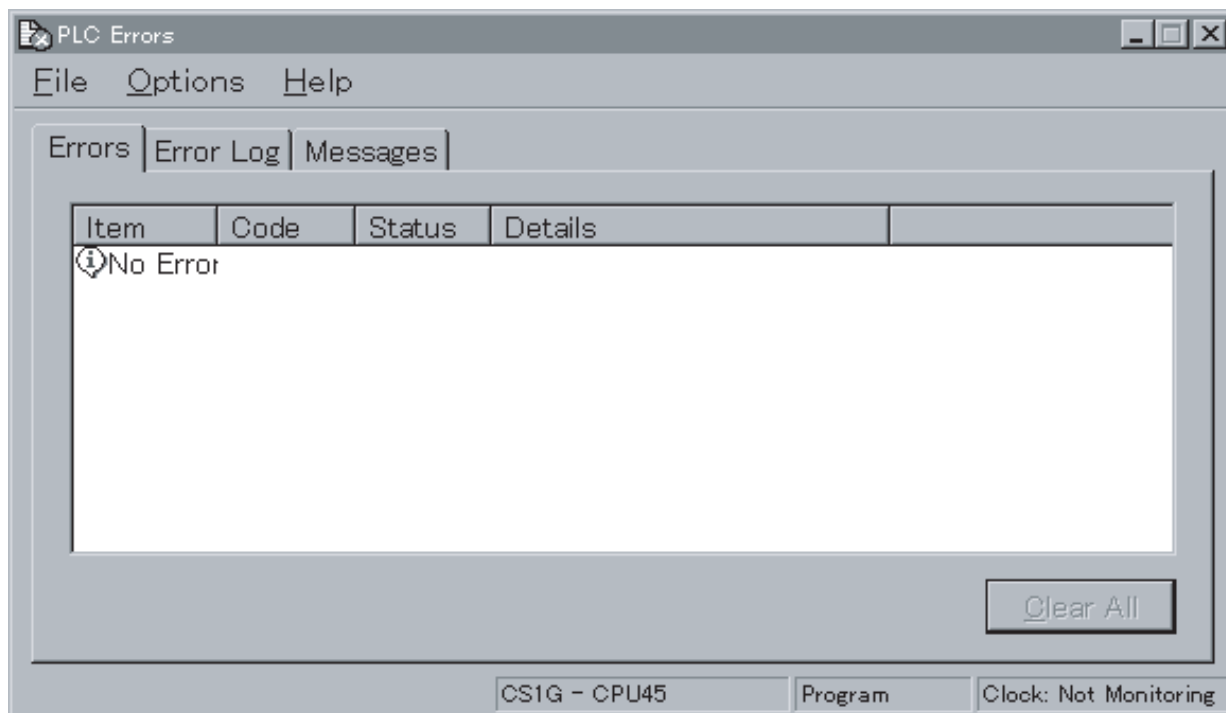 PLC Errors
File Options Help
Errors Error Log Messages
Item Code Status Details
No Error
Clear All
CS1G - CPU45 Program Clock: Not Monitoring